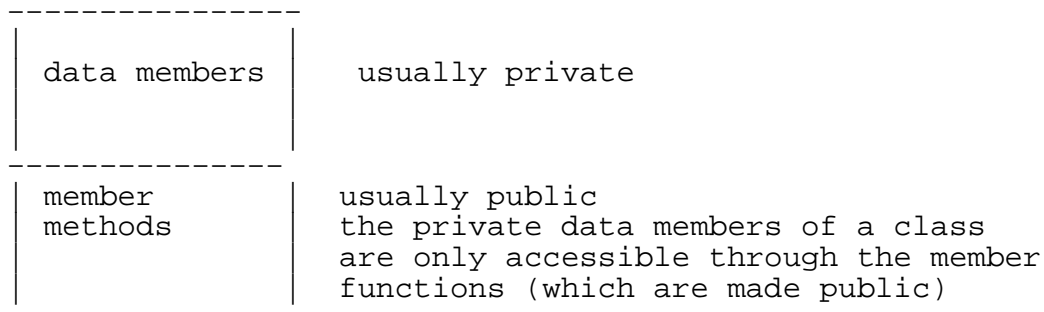 ----------------
| |
| data members | usually private
| |
| |
---------------
| member | usually public
| methods | the private data members of a class
| | are only accessible through the member
| | functions (which are made public)